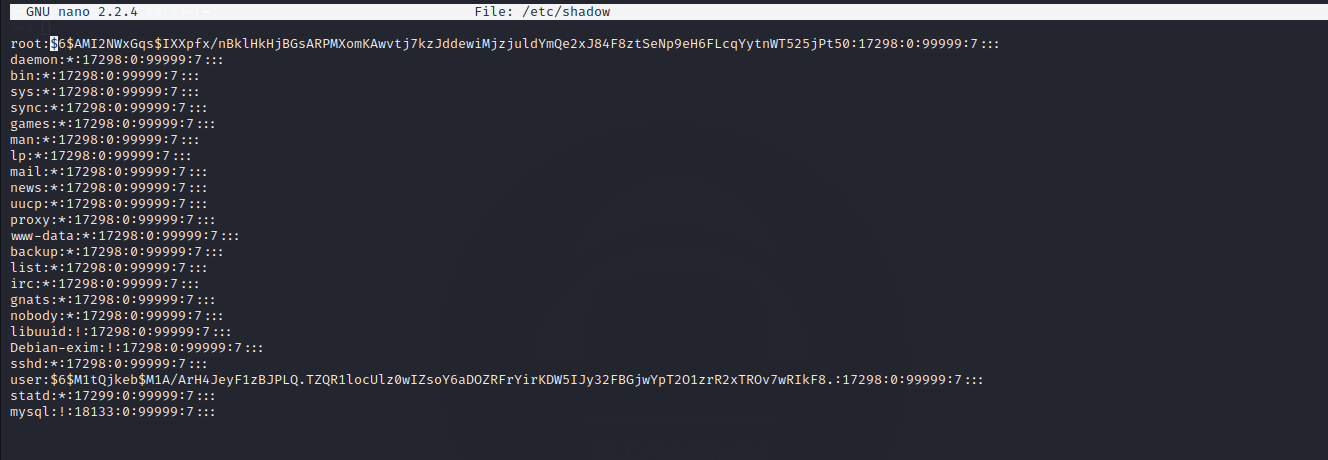 GNU nano 2.2.4 File: /etc/shadow
root:$6$AMI2NWxGqs$IXXpfx/nBklHkHjBGsARPMXomKAwvtj7kzJddewiMjzjuldYmQe2xJ84F8ztSeNp9eH6FLcqYytnWT525jPt50:17298:0:99999:7:::
daemon:*:17298:0:99999:7:::
bin:*:17298:0:99999:7:::
sys:*:17298:0:99999:7:::
sync:*:17298:0:99999:7:::
games:*:17298:0:99999:7:::
man:*:17298:0:99999:7:::
lp:*:17298:0:99999:7:::
mail:*:17298:0:99999:7:::
news:*:17298:0:99999:7:::
uucp:*:17298:0:99999:7:::
proxy:*:17298:0:99999:7:::
www-data:*:17298:0:99999:7:::
backup:*:17298:0:99999:7:::
list:*:17298:0:99999:7:::
irc:*:17298:0:99999:7:::
gnats:*:17298:0:99999:7:::
nobody:*:17298:0:99999:7:::
libuuid:!:17298:0:99999:7:::
Debian-exim:!:17298:0:99999:7:::
sshd:*:17298:0:99999:7:::
user:$6$M1tQjkeb$M1A/ArH4JeyF1zBJPLQ.TZQR1locUlz0wIZsoY6aDOZRFrYirKDW5IJy32FBGjwYpT2O1zrR2xTROv7wRIkF8.:17298:0:99999:7:::
statd:*:17299:0:99999:7:::
mysql:!:18133:0:99999:7:::